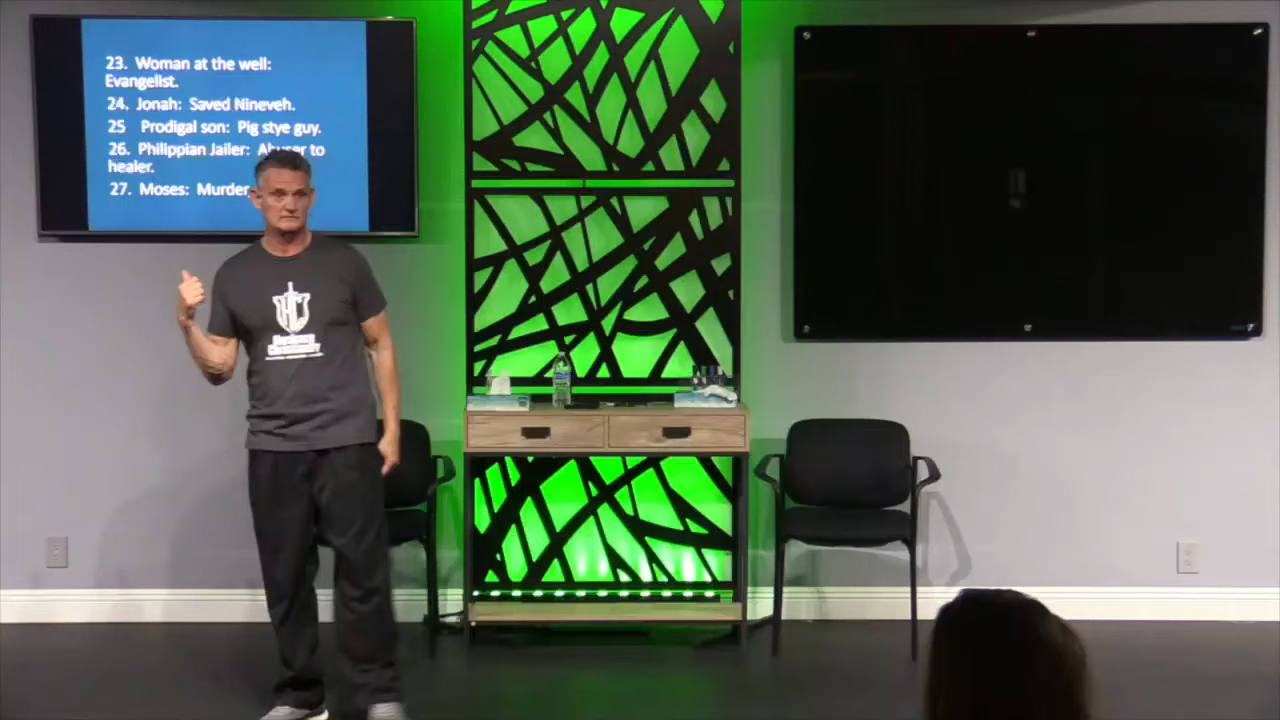 23. Woman at the well:
Evangelist.
24. Jonah: Saved Nineveh.
25 Prodigal son: Pig stye guy.
26. Philippian Jailer: Abuser to
healer.
27. Moses: Murder
HC